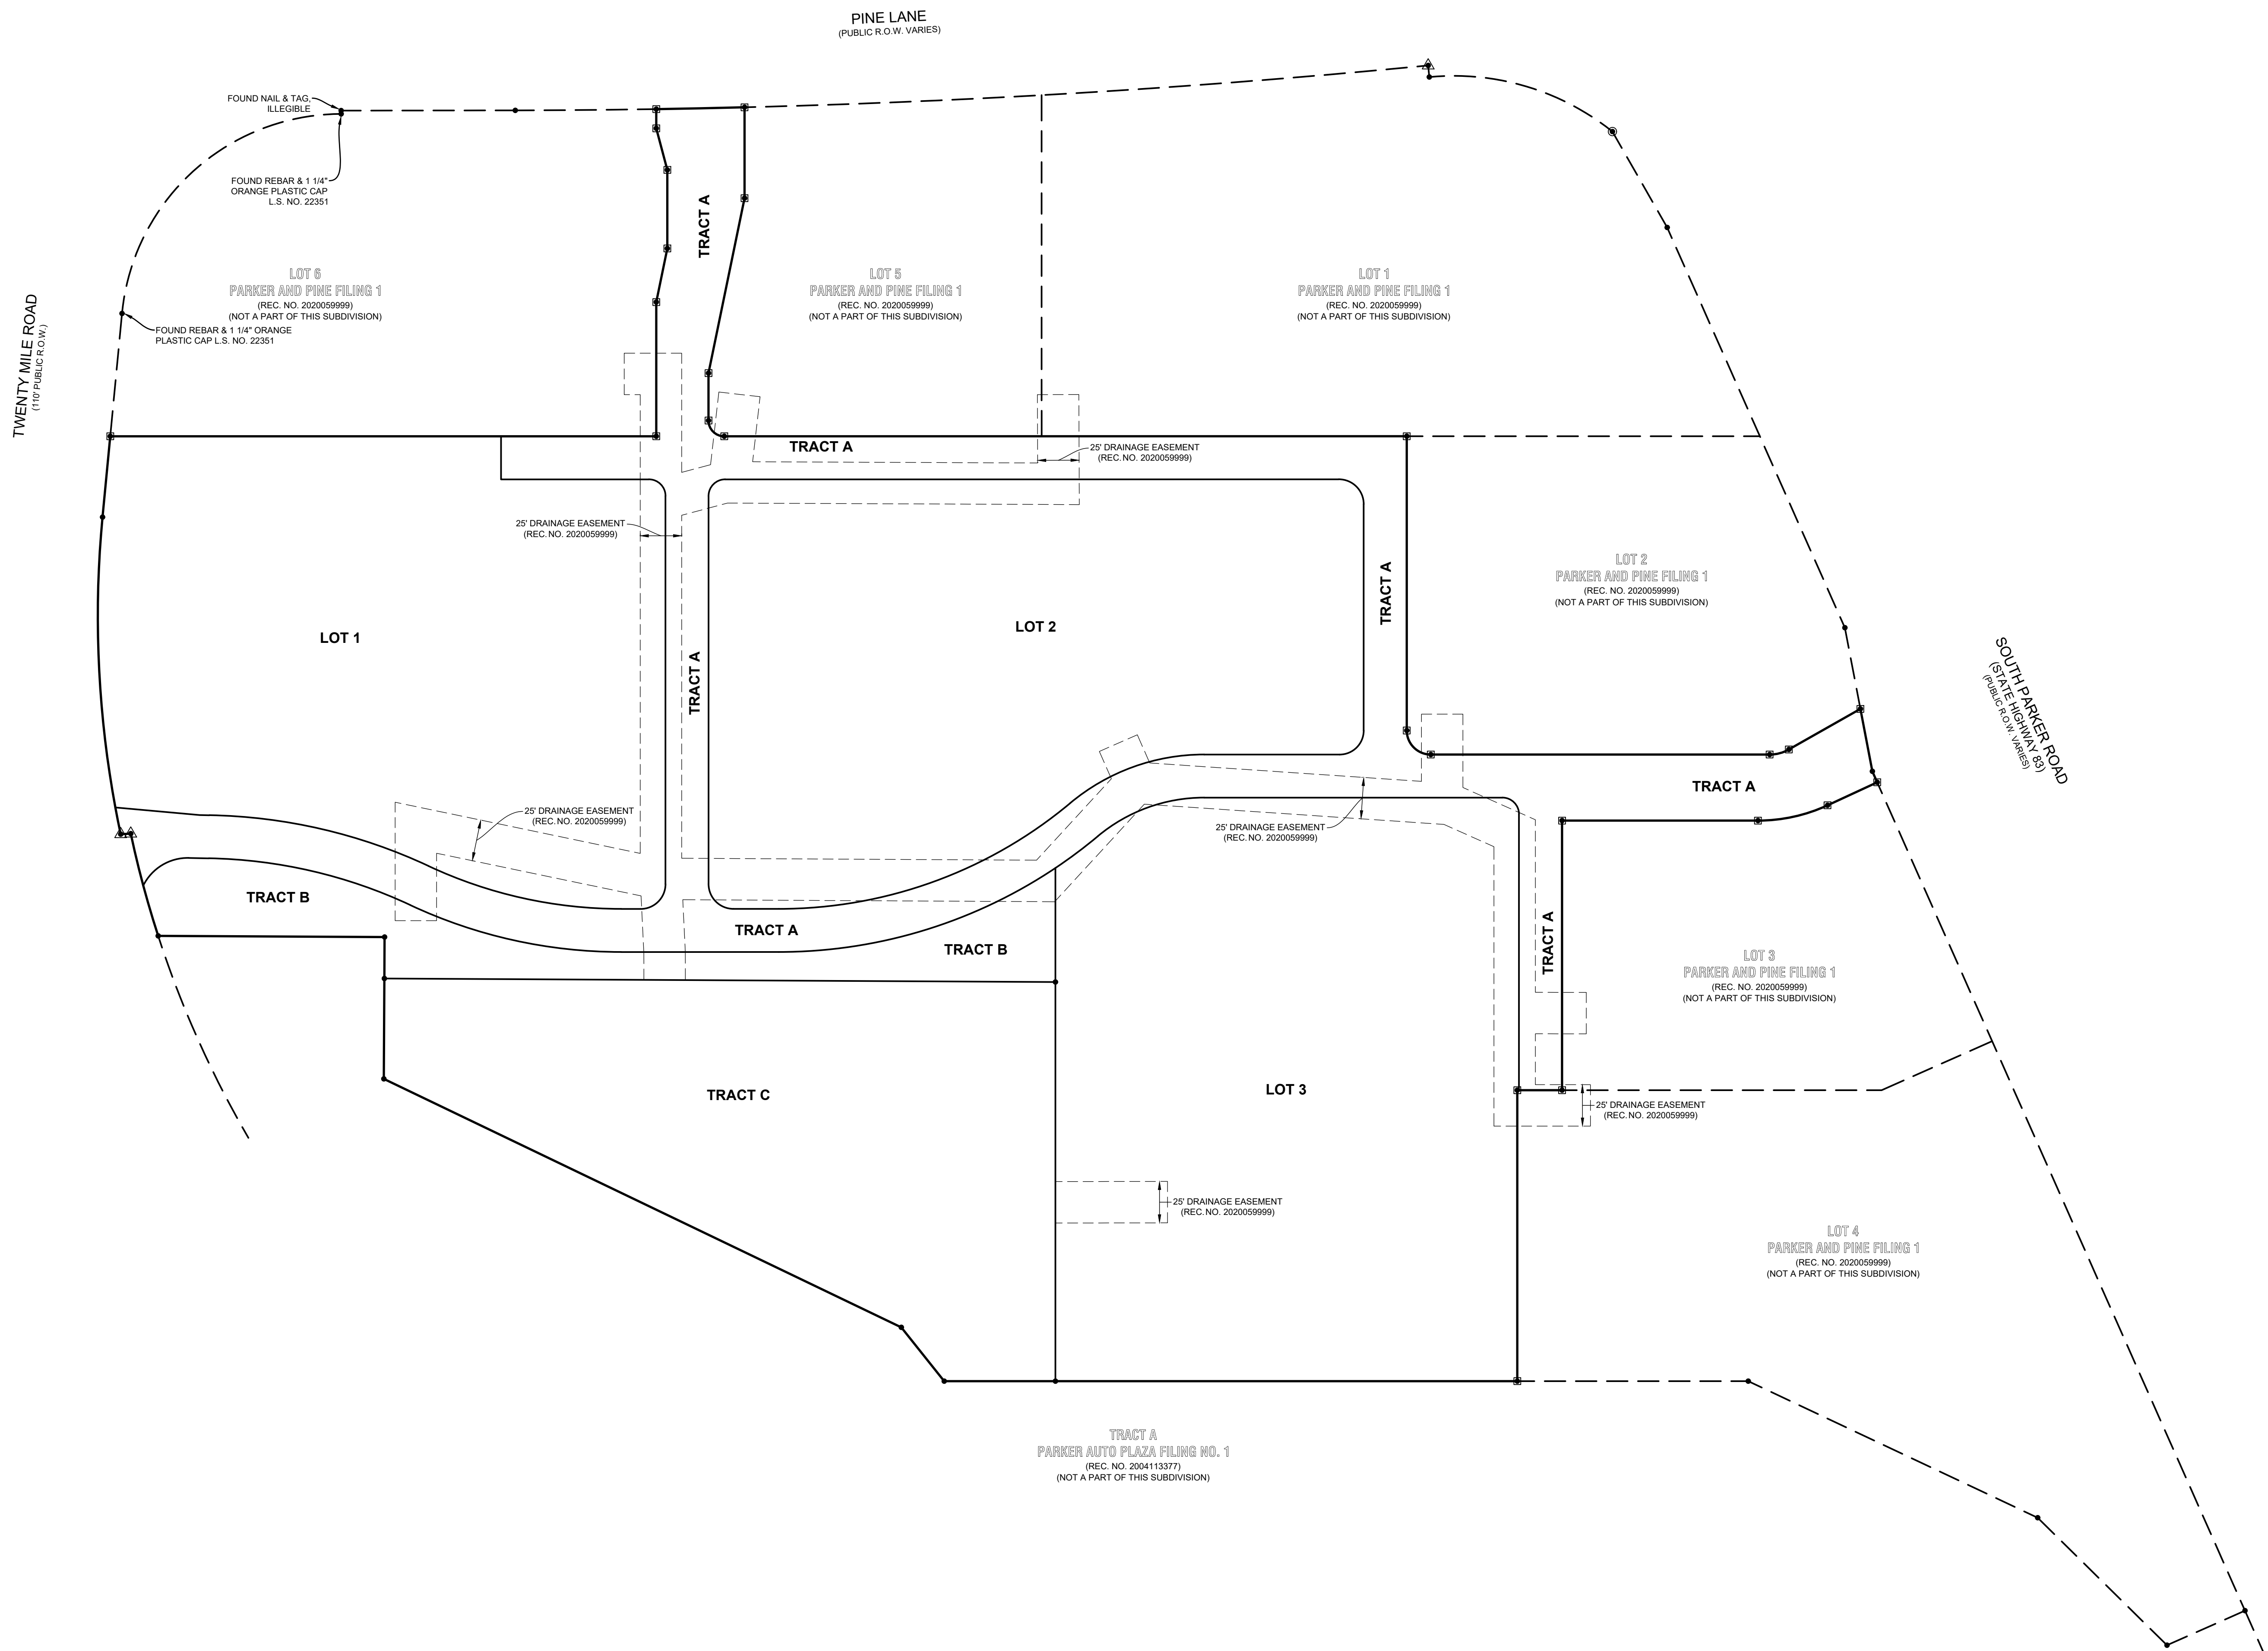 PINE LANE
(PUBLIC R.O.W. VARIES)
FOUND NAIL & TAG,
ILLEGIBLE
FOUND REBAR & 1 1/4"
ORANGE PLASTIC CAP
L.S. NO. 22351
TRACT A
LOT 6
PARKER AND PINE FILING 1
(REC. NO. 2020059999)
(NOT A PART OF THIS SUBDIVISION)
LOT 5
PARKER AND PINE FILING 1
(REC. NO. 2020059999)
(NOT A PART OF THIS SUBDIVISION)
LOT 1
PARKER AND PINE FILING 1
(REC. NO. 2020059999)
(NOT A PART OF THIS SUBDIVISION)
TWENTY MILE ROAD
(110' PUBLIC R.O.W.)
FOUND REBAR & 1 1/4" ORANGE
PLASTIC CAP L.S. NO. 22351
TRACT A
25' DRAINAGE EASEMENT
(REC. NO. 2020059999)
25' DRAINAGE EASEMENT
(REC. NO. 2020059999)
LOT 2
PARKER AND PINE FILING 1
(REC. NO. 2020059999)
(NOT A PART OF THIS SUBDIVISION)
TRACT A
LOT 1
LOT 2
TRACT A
SOUTH PARKER ROAD
(STATE HIGHWAY 83)
(PUBLIC R.O.W. VARIES)
TRACT A
25' DRAINAGE EASEMENT
(REC. NO. 2020059999)
25' DRAINAGE EASEMENT
(REC. NO. 2020059999)
TRACT B
TRACT A
TRACT B
TRACT A
LOT 3
PARKER AND PINE FILING 1
(REC. NO. 2020059999)
(NOT A PART OF THIS SUBDIVISION)
TRACT C
LOT 3
25' DRAINAGE EASEMENT
(REC. NO. 2020059999)
25' DRAINAGE EASEMENT
(REC. NO. 2020059999)
LOT 4
PARKER AND PINE FILING 1
(REC. NO. 2020059999)
(NOT A PART OF THIS SUBDIVISION)
TRACT A
PARKER AUTO PLAZA FILING NO. 1
(REC. NO. 2004113377)
(NOT A PART OF THIS SUBDIVISION)